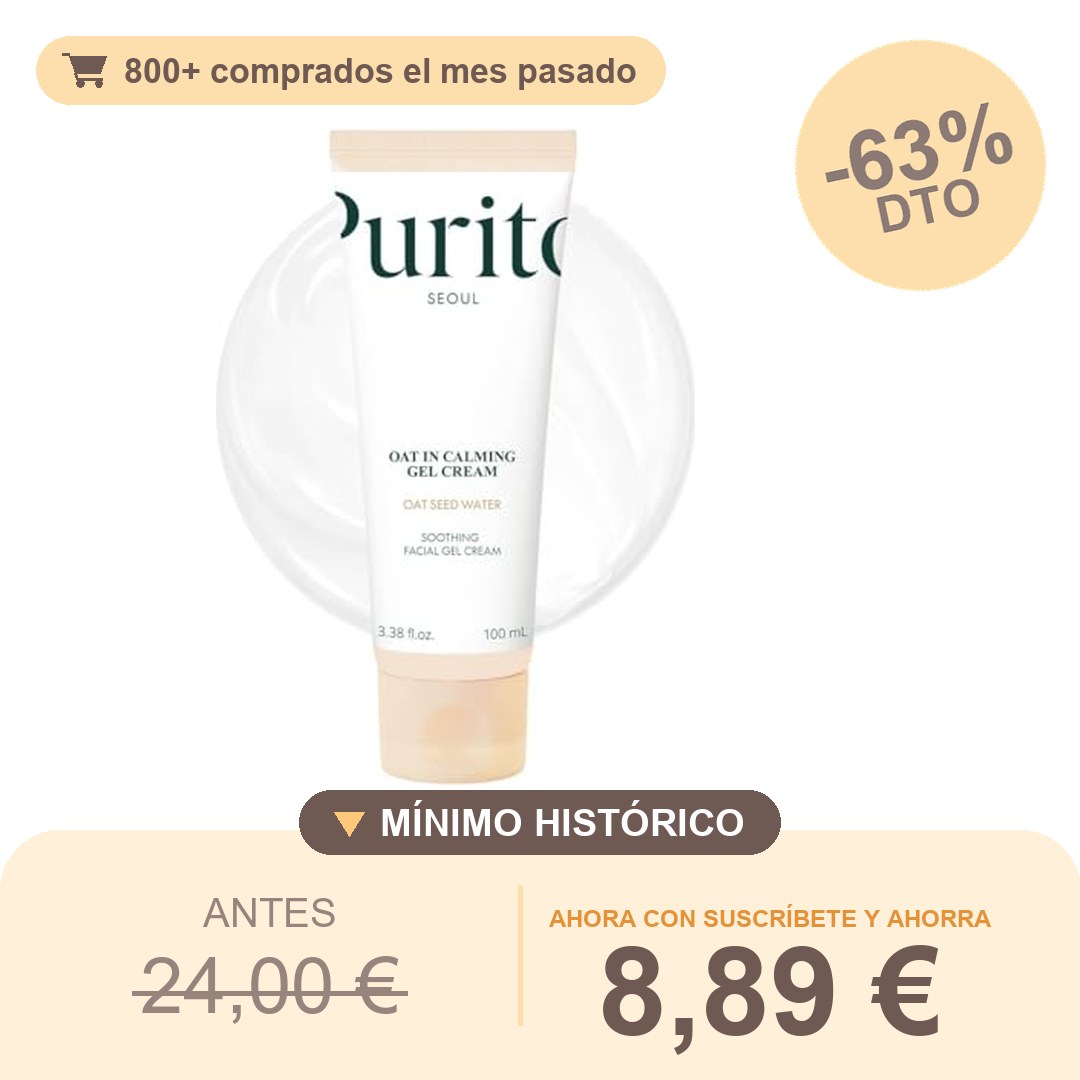 800+ comprados el mes pasado
-63%
DTO
Purito
SEOUL
OAT IN CALMING
GEL CREAM
OAT SEED WATER
SOOTHING
FACIAL GEL CREAM
3.38 fl.oz. 100 mL
MÍNIMO HISTÓRICO
ANTES
24,00 €
AHORA CON SUSCRÍBETE Y AHORRA
8,89 €